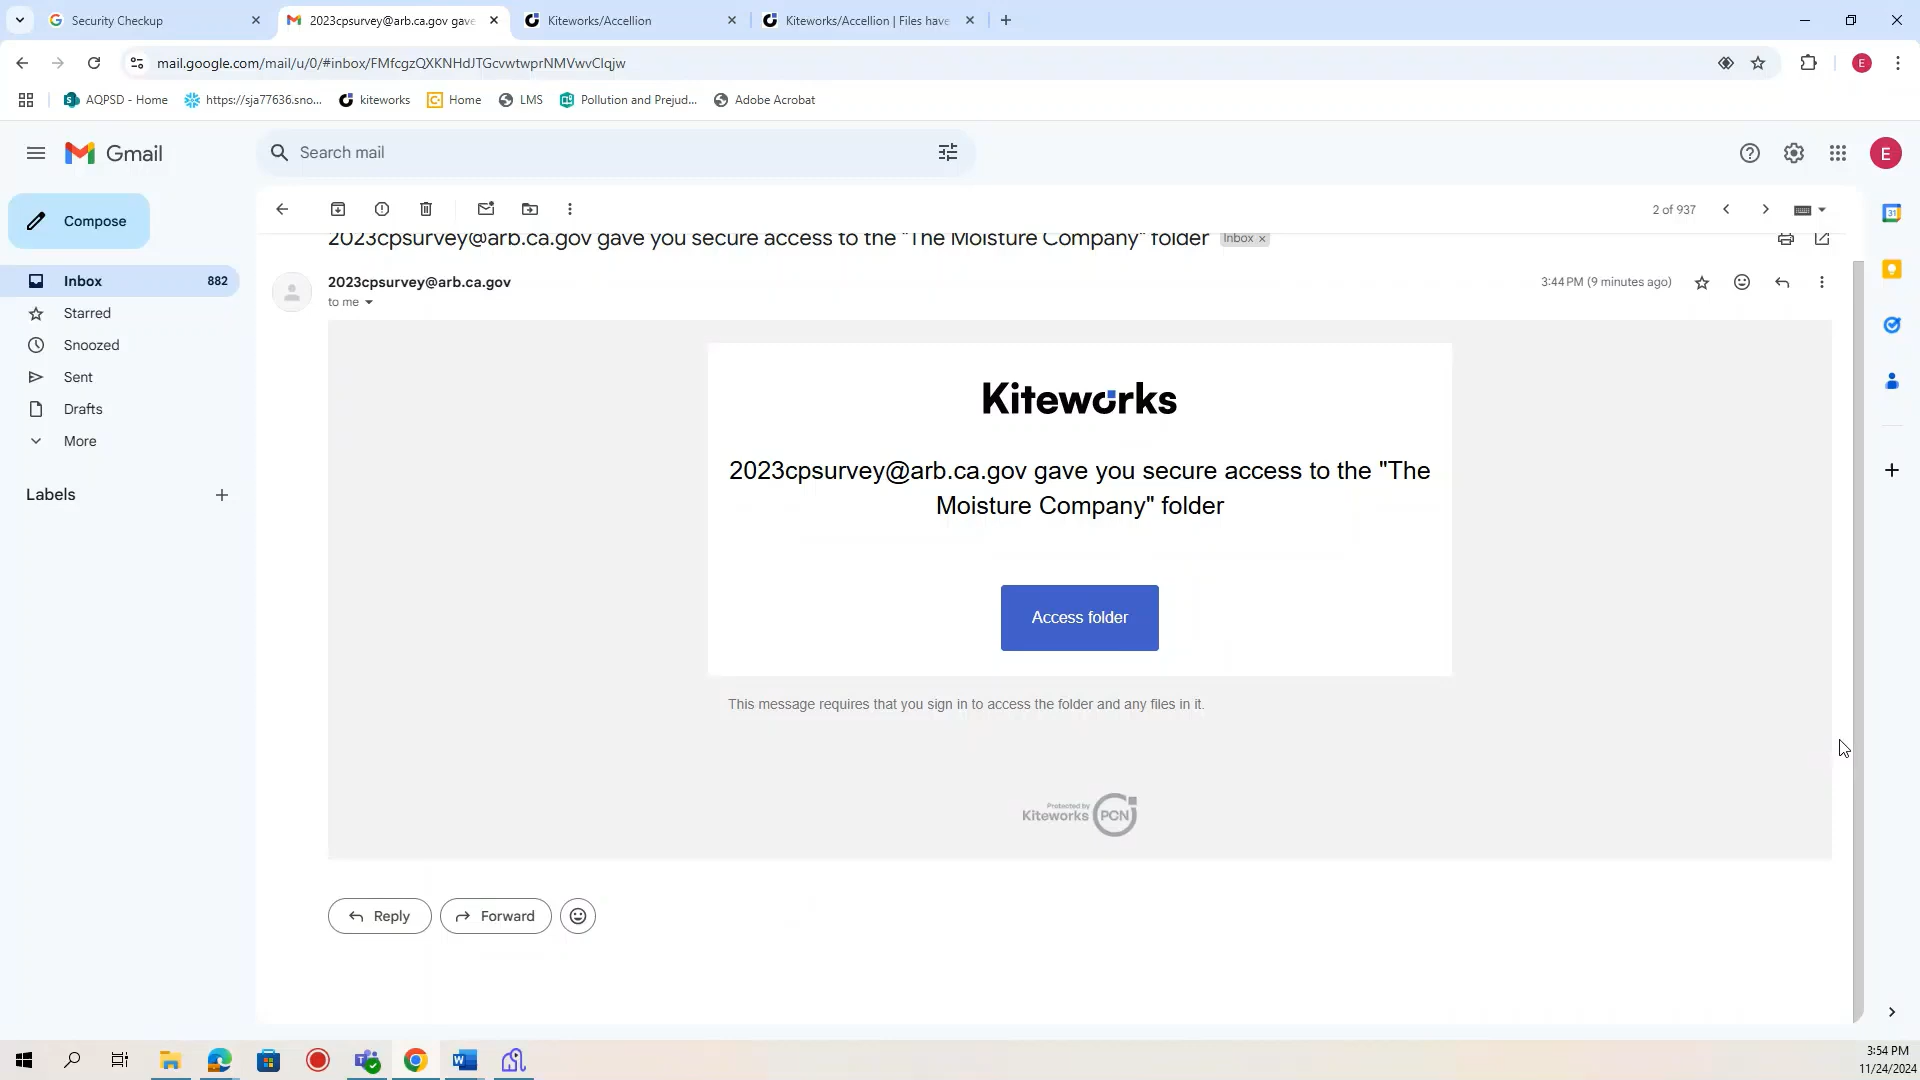 Security Checkup
2023cpsurvey@arb.ca.gov gave
Kiteworks/Accellion
Kiteworks/Accellion | Files have
mail.google.com/mail/u/0/#inbox/FMfcgzQXKNHdJTGcvwtwprNMVwvClqjw
E
AQPSD - Home
https://sja77636.sno...
kiteworks
Home
LMS
Pollution and Prejud...
Adobe Acrobat
Gmail
Search mail
E
Compose
2 of 937
2023cpsurvey@arb.ca.gov gave you secure access to the "The Moisture Company" folder
Inbox ×
Inbox
882
2023cpsurvey@arb.ca.gov
3:44 PM (9 minutes ago)
to me
Starred
Snoozed
Sent
Drafts
More
Labels
Kiteworks
2023cpsurvey@arb.ca.gov gave you secure access to the "The
Moisture Company" folder
Access folder
This message requires that you sign in to access the folder and any files in it.
Protected by
Kiteworks
PCN
Reply
Forward
31
3:54 PM
11/24/2024